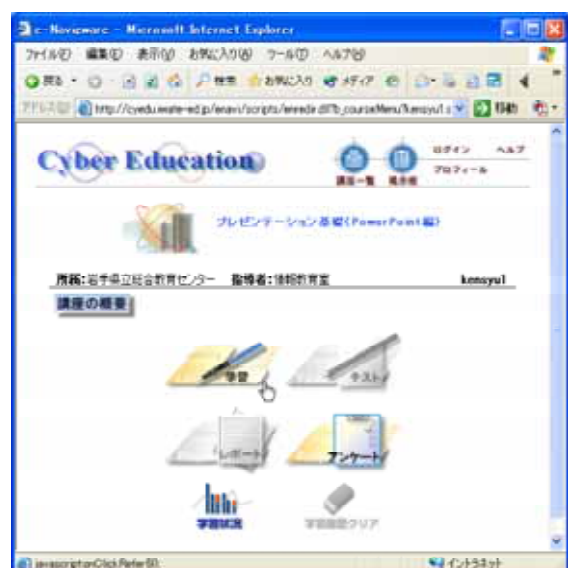 e-Navigware - Microsoft Internet Explorer
ファイル(F) 編集(E) 表示(V) お気に入り(A) ツール(T) ヘルプ(H)
戻る 検索 お気に入り メディア
アドレス(D) 移動
Cyber Education
講座一覧 掲示板 ログイン ヘルプ
プロフィール
プレゼンテーション基礎(PowerPoint編)
所属:岩手県立総合教育センター 指導者:情報教育室 kensyu1
講座の概要
学習 テスト
レポート アンケート
学習状況 学習履歴クリア
イントラネット